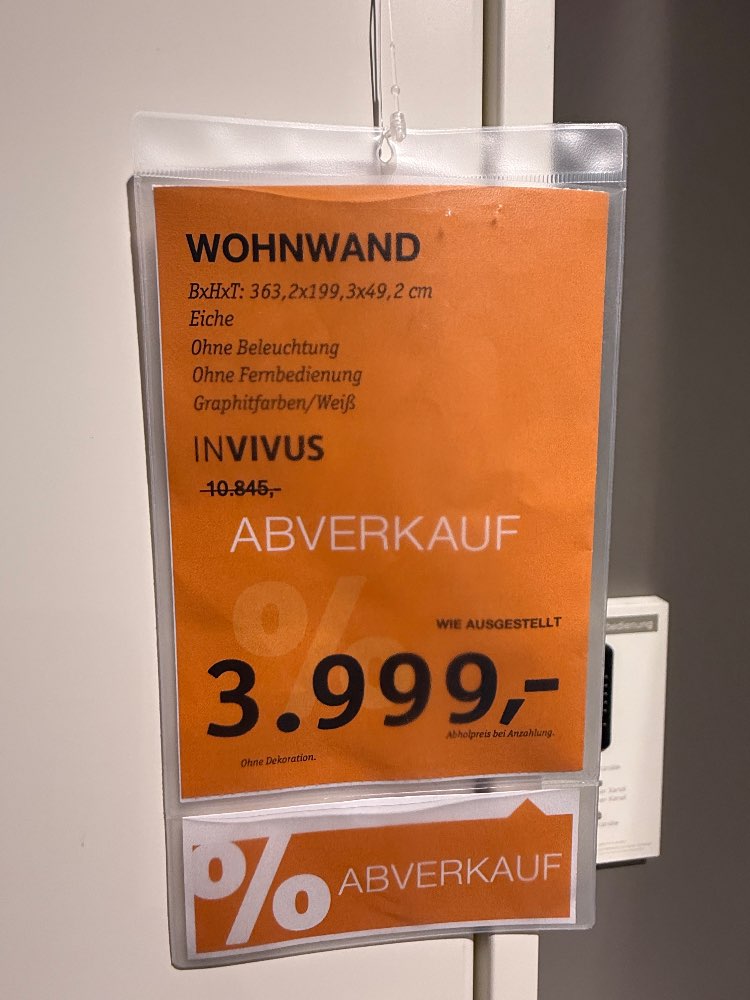 WOHNWAND
BxHxT: 363,2x199,3x49,2 cm
Eiche
Ohne Beleuchtung
Ohne Fernbedienung
Graphitfarben/Weiß
INVIVUS
10.845,-
ABVERKAUF
%
WIE AUSGESTELLT
3.999,-
Abholpreis bei Anzahlung.
Ohne Dekoration.
% ABVERKAUF